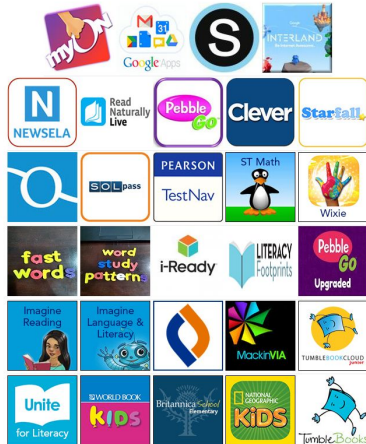 myON
31
Google Apps
S
INTERLAND
N
NEWSELA
Read
Naturally
Live
Pebble
Go
Clever
Starfall
SOLpass
PEARSON
TestNav
ST Math
Wixie
fast
words
word
study
patterns
i-Ready
LITERACY
Footprints
Pebble
Go
Upgraded
Imagine
Reading
Imagine
Language &
Literacy
MackinVIA
TUMBLEBOOKCLOUD
junior
Unite
for Literacy
WORLD BOOK
KIDS
Britannica School
Elementary
NATIONAL
GEOGRAPHIC
KiDS
TumbleBooks